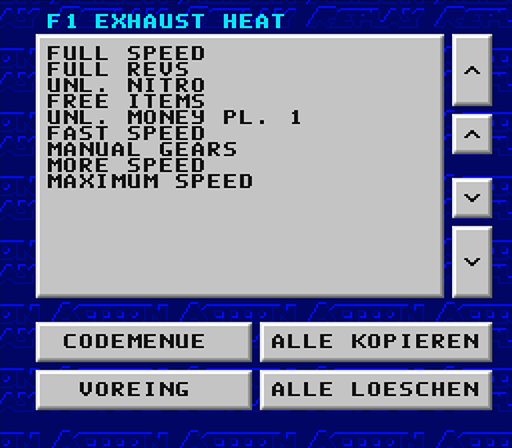 F1 EXHAUST HEAT
FULL SPEED
FULL REVS
UNL. NITRO
FREE ITEMS
UNL. MONEY PL. 1
FAST SPEED
MANUAL GEARS
MORE SPEED
MAXIMUM SPEED
CODEMENUE
ALLE KOPIEREN
VOREING
ALLE LOESCHEN